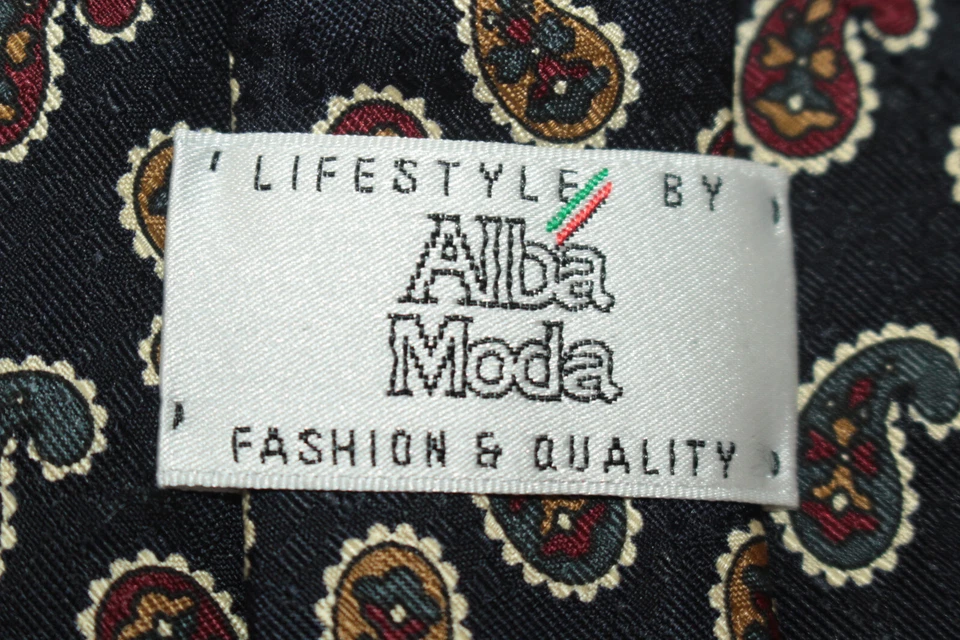 LIFESTYLE BY
Alba
Moda
FASHION & QUALITY